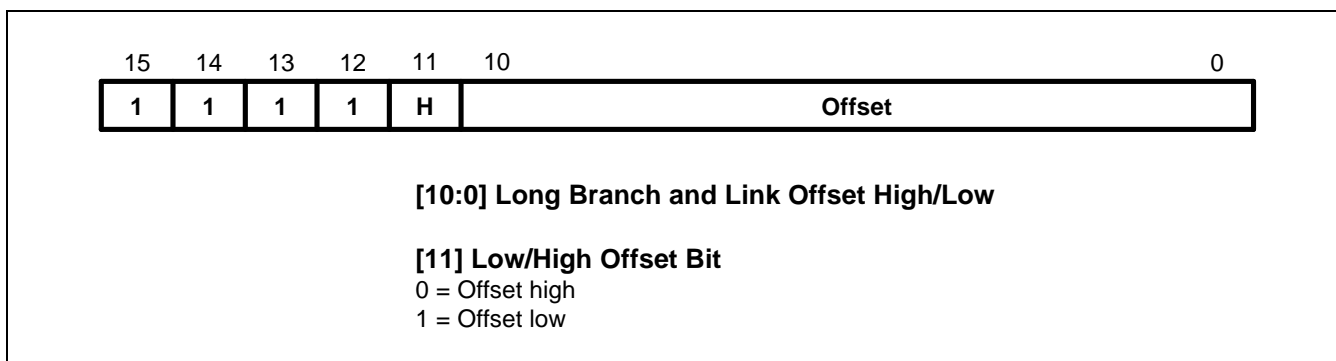 15 14 13 12 11 10 0
1 1 1 1 H Offset
[10:0] Long Branch and Link Offset High/Low
[11] Low/High Offset Bit
0 = Offset high
1 = Offset low